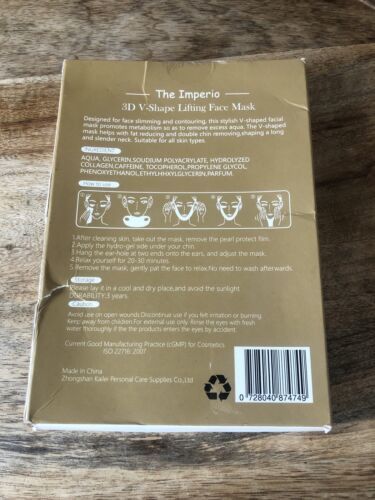 The Imperio
3D V-Shape Lifting Face Mask
Designed for face slimming and contouring, this stylish V-shaped facial
mask promotes metabolism so as to remove excess aqua. The V-shaped
mask helps with fat reducing and double chin removing,shaping a long
and slender neck. Suitable for all skin types.
INGREDIENT
AQUA, GLYCERIN,SOUDIUM POLYACRYLATE, HYDROLYZED
COLLAGEN,CAFFEINE, TOCOPHEROL,PROPYLENE GLYCOL,
PHENOXYETHANOL,ETHYLHHXYLGLYCERIN,PARFUM.
How to use
1.After cleaning skin, take out the mask, remove the pearl protect film.
2.Apply the hydro-gel side under your chin.
3.Hang the ear-hole at two ends onto the ears, and adjust the mask.
4.Relax yourself for 20-30 minutes.
5.Remove the mask, gently pat the face to relax.No need to wash afterwards.
Storage
Please lay it in a cool and dry place,and avoid the sunlight
DURABILITY:3 years.
Caution
Avoid use on open wounds Discontinue use if you felt irritation or burning.
Keep away from children.For external use only. Rinse the eyes with fresh
water thoroughly if the the products enters the eyes by accident.
Current Good Manufacturing Practice (cGMP) for Cosmetics.
ISO 22716: 2007
Made in China
Zhongshan Kailei Personal Care Supplies Co.,Ltd
0 728040 874749